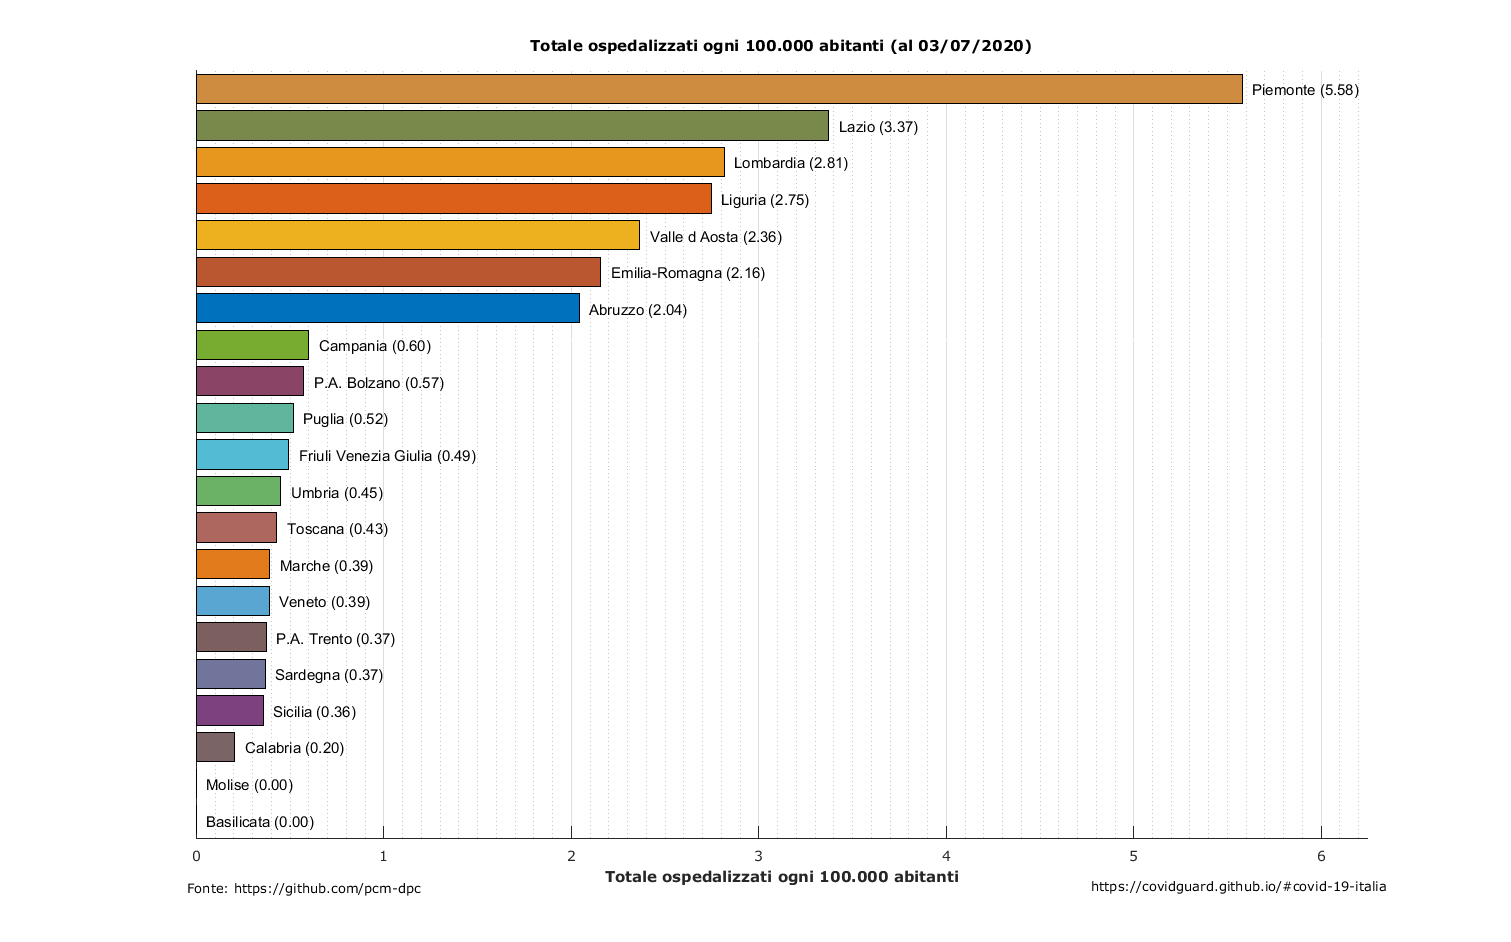 Totale ospedalizzati ogni 100.000 abitanti (al 03/07/2020)
Piemonte (5.58)
Lazio (3.37)
Lombardia (2.81)
Liguria (2.75)
Valle d Aosta (2.36)
Emilia-Romagna (2.16)
Abruzzo (2.04)
Campania (0.60)
P.A. Bolzano (0.57)
Puglia (0.52)
Friuli Venezia Giulia (0.49)
Umbria (0.45)
Toscana (0.43)
Marche (0.39)
Veneto (0.39)
P.A. Trento (0.37)
Sardegna (0.37)
Sicilia (0.36)
Calabria (0.20)
Molise (0.00)
Basilicata (0.00)
0 1 2 3 4 5 6
Totale ospedalizzati ogni 100.000 abitanti
Fonte: https://github.com/pcm-dpc
https://covidguard.github.io/#covid-19-italia